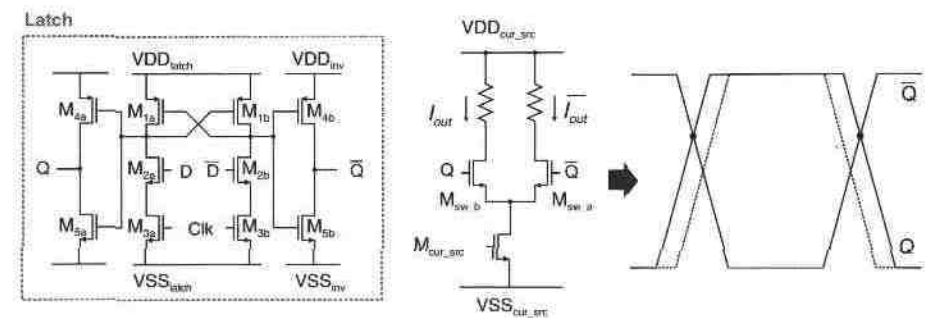 Latch
VDDlatch VDDinv
M4a M1a M1b M4b
Q M2a D D̅ M2b Q̅
M5a M3a Clk M3b M5b
VSSlatch VSSinv
VDDcur_src
Iout I̅o̅u̅t̅
Q Q̅
Msw_b Msw_a
Mcur_src
VSScur_src
Q̅
Q